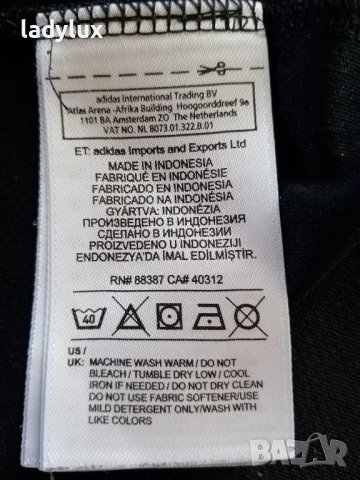 ladylux
adidas International Trading BV
Atlas Arena -Afrika Building Hoogoorddreef 9a
1101 BA Amsterdam ZO The Netherlands
VAT NO. NL 8073.01.322.B.01
ET: adidas Imports and Exports Ltd
MADE IN INDONESIA
FABRIQUÉ EN INDONÉSIE
FABRICADO EN INDONESIA
FABRICADO NA INDONÉSIA
GYÁRTVA: INDONÉZIA
ПРОИЗВЕДЕНО В ИНДОНЕЗИЯ
СДЕЛАНО В ИНДОНЕЗИИ
PROIZVEDENO U INDONEZIJI
ENDONEZYA'DA İMAL EDİLMİŞTİR.
RN# 88387 CA# 40312
40
US /
UK: MACHINE WASH WARM / DO NOT
BLEACH / TUMBLE DRY LOW / COOL
IRON IF NEEDED / DO NOT DRY CLEAN
DO NOT USE FABRIC SOFTENER/USE
MILD DETERGENT ONLY/WASH WITH
LIKE COLORS
BAZAR